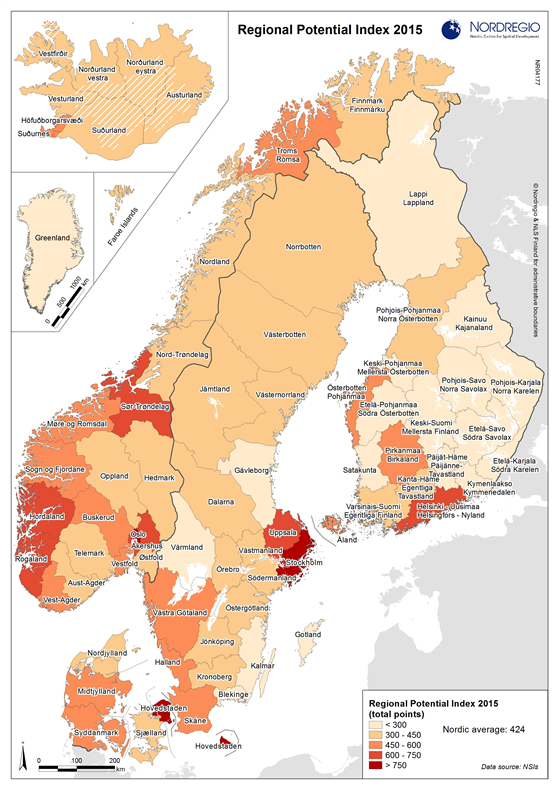 Regional Potential Index 2015
NORDREGIO
Nordic Centre for Spatial Development
NR04177
© Nordregio & NLS Finland for administrative boundaries
Vestfirðir
Norðurland
vestra
Norðurland
eystra
Vesturland
Austurland
Höfuðborgarsvæði
Suðurnes
Suðurland
Greenland
0 500 1000
km
Faroe Islands
Finnmark
Finnmárku
Troms
Romsa
Lappi
Lappland
Norrbotten
Nordland
Pohjois-Pohjanmaa
Norra Österbotten
Kainuu
Kajanaland
Västerbotten
Nord-Trøndelag
Keski-Pohjanmaa
Mellersta Österbotten
Pohjois-Savo
Norra Savolax
Pohjois-Karjala
Norra Karelen
Österbotten
Pohjanmaa
Jämtland
Västernorrland
Etelä-Pohjanmaa
Södra Österbotten
Sør-Trøndelag
Møre og Romsdal
Keski-Suomi
Mellersta Finland
Etelä-Savo
Södra Savolax
Pirkanmaa
Birkaland
Päijät-Häme
Päijänne-
Tavastland
Etelä-Karjala
Södra Karelen
Satakunta
Sogn og Fjordane
Oppland
Hedmark
Gävleborg
Dalarna
Kanta-Häme
Egentliga
Tavastland
Kymenlaakso
Kymmenedalen
Varsinais-Suomi
Egentliga Finland
Helsinki - Uusimaa
Helsingfors - Nyland
Hordaland
Buskerud
Oslo
Akershus
Østfold
Uppsala
Åland
Värmland
Västmanland
Stockholm
Rogaland
Telemark
Vestfold
Örebro
Södermanland
Aust-Agder
Vest-Agder
Västra Götaland
Östergötland
Gotland
Jönköping
Nordjylland
Halland
Kalmar
Kronoberg
Blekinge
Midtjylland
Hovedstaden
Skåne
Syddanmark
Sjælland
Hovedstaden
0 100 200
km
Regional Potential Index 2015
(total points)
< 300
300 - 450
450 - 600
600 - 750
> 750
Nordic average: 424
Data source: NSIs